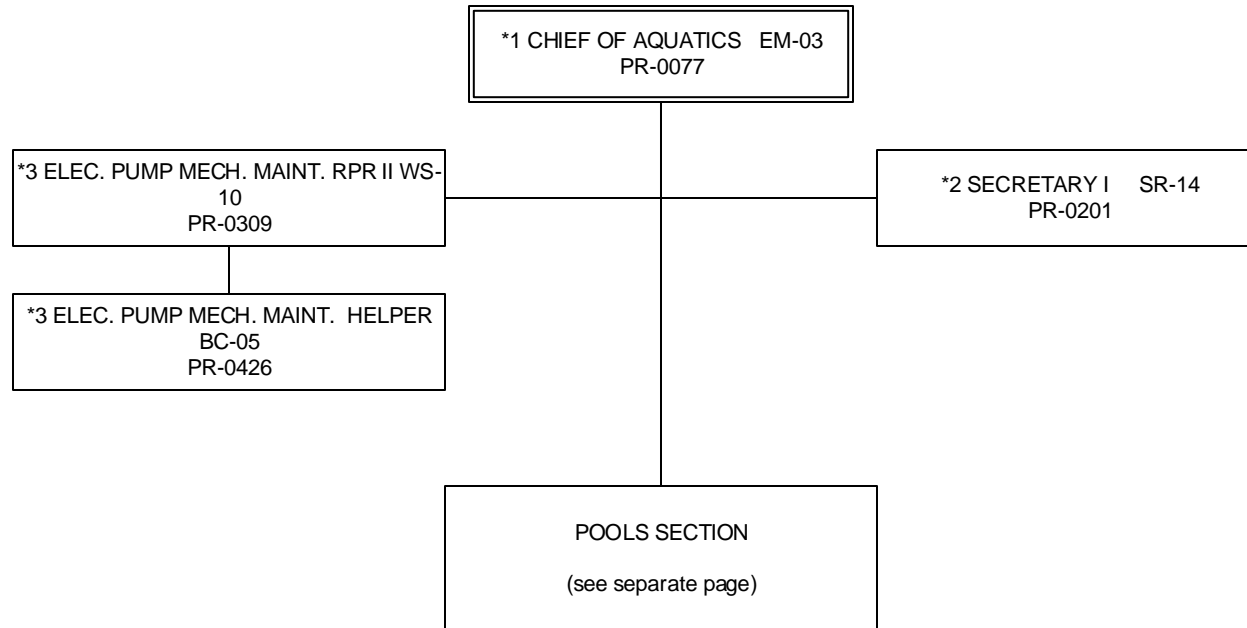 *1 CHIEF OF AQUATICS EM-03
PR-0077
*3 ELEC. PUMP MECH. MAINT. RPR II WS-
10
PR-0309
*2 SECRETARY I SR-14
PR-0201
*3 ELEC. PUMP MECH. MAINT. HELPER
BC-05
PR-0426
POOLS SECTION
(see separate page)